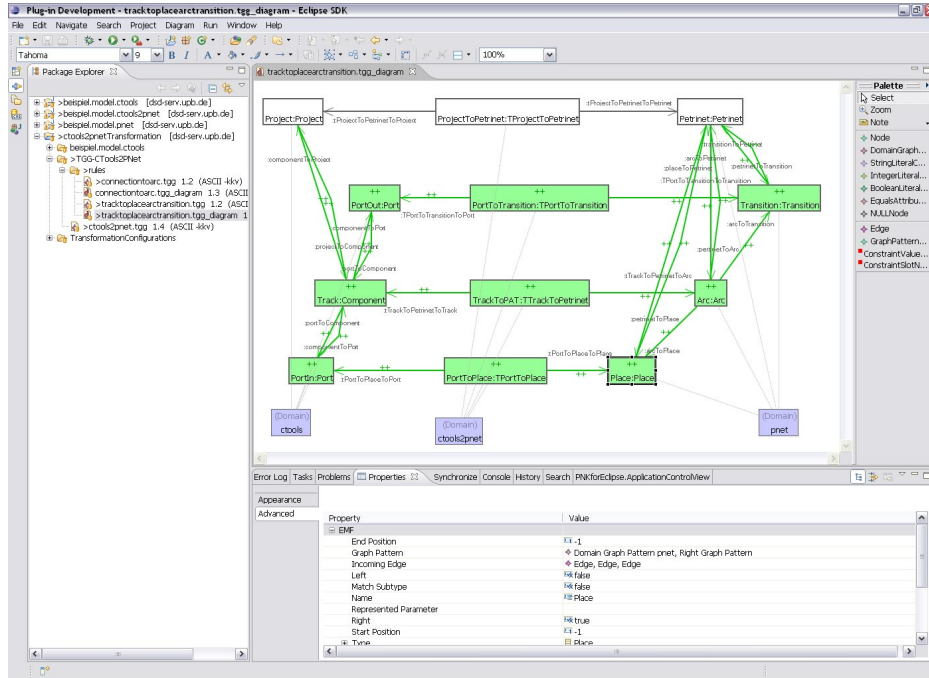 Plug-in Development - tracktoplacearctransition.tgg_diagram - Eclipse SDK
File Edit Navigate Search Project Diagram Run Window Help
Tahoma 9 B I A 100%
Package Explorer
tracktoplacearctransition.tgg_diagram
>beispiel.model.ctools [dsd-serv.upb.de]
>beispiel.model.ctools2pnet [dsd-serv.upb.de]
>beispiel.model.pnet [dsd-serv.upb.de]
>ctools2pnetTransformation [dsd-serv.upb.de]
beispiel.model.ctools
>TGG-CTools2PNet
>rules
>connectiontoarc.tgg 1.2 (ASCII -kkv)
connectiontoarc.tgg_diagram 1.3 (ASCII
>tracktoplacearctransition.tgg 1.2 (ASCI
>tracktoplacearctransition.tgg_diagram 1
>ctools2pnet.tgg 1.4 (ASCII -kkv)
TransformationConfigurations
:tProjectToPetrinetToPetrinet
Project:Project
:tProjectToPetrinetToProject
ProjectToPetrinet:TProjectToPetrinet
Petrinet:Petrinet
:componentToProject
:transitionToPetrinet
:arcToPetrinet
:placeToPetrinet
:petrinetToTransition
:tPortToTransitionToTransition
++
PortOut:Port
++
++
PortToTransition:TPortToTransition
++
++
Transition:Transition
:tPortToTransitionToPort
:componentToPort
:arcToTransition
:projectToComponent
:petrinetToArc
:portToComponent
:tTrackToPetrinetToArc
++
Track:Component
++
++
TrackToPAT:TTrackToPetrinet
++
++
Arc:Arc
:tTrackToPetrinetToTrack
:portToComponent
:petrinetToPlace
:componentToPort
:arcToPlace
:tPortToPlaceToPlace
++
PortIn:Port
++
:tPortToPlaceToPort
++
PortToPlace:TPortToPlace
++
++
Place:Place
(Domain)
ctools
(Domain)
ctools2pnet
(Domain)
pnet
Palette
Select
Zoom
Note
Node
DomainGraph...
StringLiteralC...
IntegerLiteral...
BooleanLiteral...
EqualsAttribu...
NULLNode
Edge
GraphPattern...
ConstraintValue...
ConstraintSlotN...
Error Log Tasks Problems Properties Synchronize Console History Search PNKforEclipse.ApplicationControlView
Appearance
Advanced
Property Value
EMF
End Position -1
Graph Pattern Domain Graph Pattern pnet, Right Graph Pattern
Incoming Edge Edge, Edge, Edge
Left false
Match Subtype false
Name Place
Represented Parameter
Right true
Start Position -1
Type Place